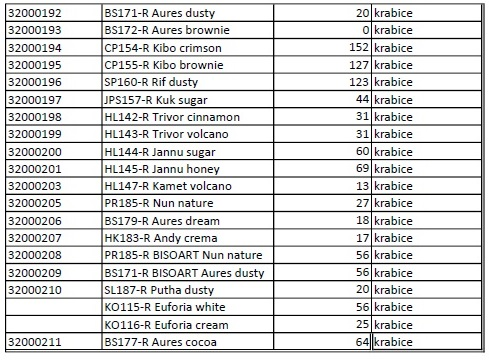 32000192 BS171-R Aures dusty 20 krabice
32000193 BS172-R Aures brownie 0 krabice
32000194 CP154-R Kibo crimson 152 krabice
32000195 CP155-R Kibo brownie 127 krabice
32000196 SP160-R Rif dusty 123 krabice
32000197 JPS157-R Kuk sugar 44 krabice
32000198 HL142-R Trivor cinnamon 31 krabice
32000199 HL143-R Trivor volcano 31 krabice
32000200 HL144-R Jannu sugar 60 krabice
32000201 HL145-R Jannu honey 69 krabice
32000203 HL147-R Kamet volcano 13 krabice
32000205 PR185-R Nun nature 27 krabice
32000206 BS179-R Aures dream 18 krabice
32000207 HK183-R Andy crema 17 krabice
32000208 PR185-R BISOART Nun nature 56 krabice
32000209 BS171-R BISOART Aures dusty 56 krabice
32000210 SL187-R Putha dusty 20 krabice
KO115-R Euforia white 56 krabice
KO116-R Euforia cream 25 krabice
32000211 BS177-R Aures cocoa 64 krabice